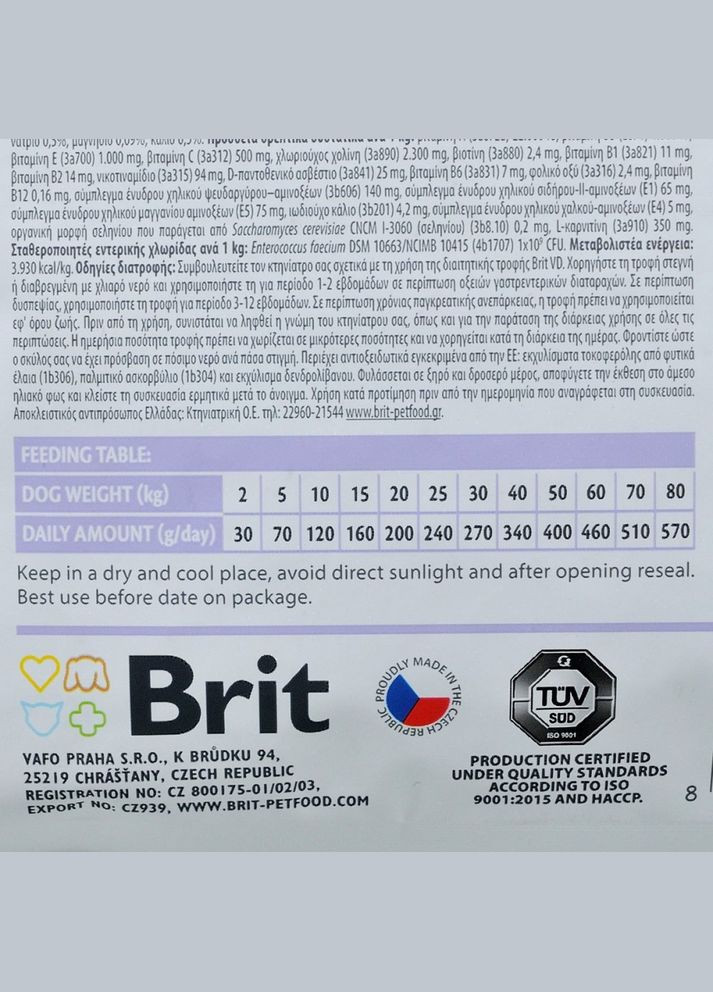 βιταμίνη E (3a700) 1.000 mg, βιταμίνη C (3a312) 500 mg, χλωριούχος χολίνη (3a890) 2.300 mg, βιοτίνη (3a880) 2,4 mg, βιταμίνη B1 (3a821) 11 mg,
βιταμίνη B2 14 mg, νικοτιναμίδιο (3a315) 94 mg, D-παντοθενικό ασβέστιο (3a841) 25 mg, βιταμίνη B6 (3a831) 7 mg, φολικό οξύ (3a316) 2,4 mg, βιταμίνη
B12 0,16 mg, σύμπλεγμα ένυδρου χηλικού ψευδαργύρου–αμινοξέων (3b606) 140 mg, σύμπλεγμα ένυδρου χηλικού σιδήρου-II-αμινοξέων (E1) 65 mg,
σύμπλεγμα ένυδρου χηλικού μαγγανίου αμινοξέων (E5) 75 mg, ιωδιούχο κάλιο (3b201) 4,2 mg, σύμπλεγμα ένυδρου χηλικού χαλκού-αμινοξέων (E4) 5 mg,
οργανική μορφή σεληνίου που παράγεται από Saccharomyces cerevisiae CNCM I-3060 (σεληνίου) (3b8.10) 0,2 mg, L-καρνιτίνη (3a910) 350 mg.
Σταθεροποιητές εντερικής χλωρίδας ανά 1 kg: Enterococcus faecium DSM 10663/NCIMB 10415 (4b1707) 1x10⁹ CFU. Μεταβολιστέα ενέργεια:
3.930 kcal/kg. Οδηγίες διατροφής: Συμβουλευτείτε τον κτηνίατρο σας σχετικά με τη χρήση της διαιτητικής τροφής Brit VD. Χορηγήστε τη τροφή στεγνή
ή διαβρεγμένη με χλιαρό νερό και χρησιμοποιήστε τη για περίοδο 1-2 εβδομάδων σε περίπτωση οξειών γαστρεντερικών διαταραχών. Σε περίπτωση
δυσπεψίας, χρησιμοποιήστε τη τροφή για περίοδο 3-12 εβδομάδων. Σε περίπτωση χρόνιας παγκρεατικής ανεπάρκειας, η τροφή πρέπει να χρησιμοποιείται
εφ' όρου ζωής. Πριν από τη χρήση, συνιστάται να ληφθεί η γνώμη του κτηνίατρου σας, όπως και για την παράταση της διάρκειας χρήσης σε όλες τις
περιπτώσεις. Η ημερήσια ποσότητα τροφής πρέπει να χωρίζεται σε μικρότερες ποσότητες και να χορηγείται κατά τη διάρκεια της ημέρας. Φροντίστε ώστε
ο σκύλος σας να έχει πρόσβαση σε πόσιμο νερό ανά πάσα στιγμή. Περιέχει αντιοξειδωτικά εγκεκριμένα από την ΕΕ: εκχυλίσματα τοκοφερόλης από φυτικά
έλαια (1b306), παλμιτικό ασκορβύλιο (1b304) και εκχύλισμα δενδρολίβανου. Φυλάσσεται σε ξηρό και δροσερό μέρος, αποφύγετε την έκθεση στο άμεσο
ηλιακό φως και κλείστε τη συσκευασία ερμητικά μετά το άνοιγμα. Χρήση κατά προτίμηση πριν από την ημερομηνία που αναγράφεται στη συσκευασία.
Αποκλειστικός αντιπρόσωπος Ελλάδας: Κτηνιατρική Ο.Ε. τηλ: 22960-21544 www.brit-petfood.gr.
FEEDING TABLE:
DOG WEIGHT (kg) 2 5 10 15 20 25 30 40 50 60 70 80
DAILY AMOUNT (g/day) 30 70 120 160 200 240 270 340 400 460 510 570
Keep in a dry and cool place, avoid direct sunlight and after opening reseal.
Best use before date on package.
Brit
PROUDLY MADE IN THE CZECH REPUBLIC
TÜV
SÜD
ISO 9001
VAFO PRAHA S.R.O., K BRŮDKU 94,
25219 CHRÁŠŤANY, CZECH REPUBLIC
REGISTRATION NO: CZ 800175-01/02/03,
EXPORT NO: CZ939, WWW.BRIT-PETFOOD.COM
PRODUCTION CERTIFIED
UNDER QUALITY STANDARDS
ACCORDING TO ISO
9001:2015 AND HACCP.
8